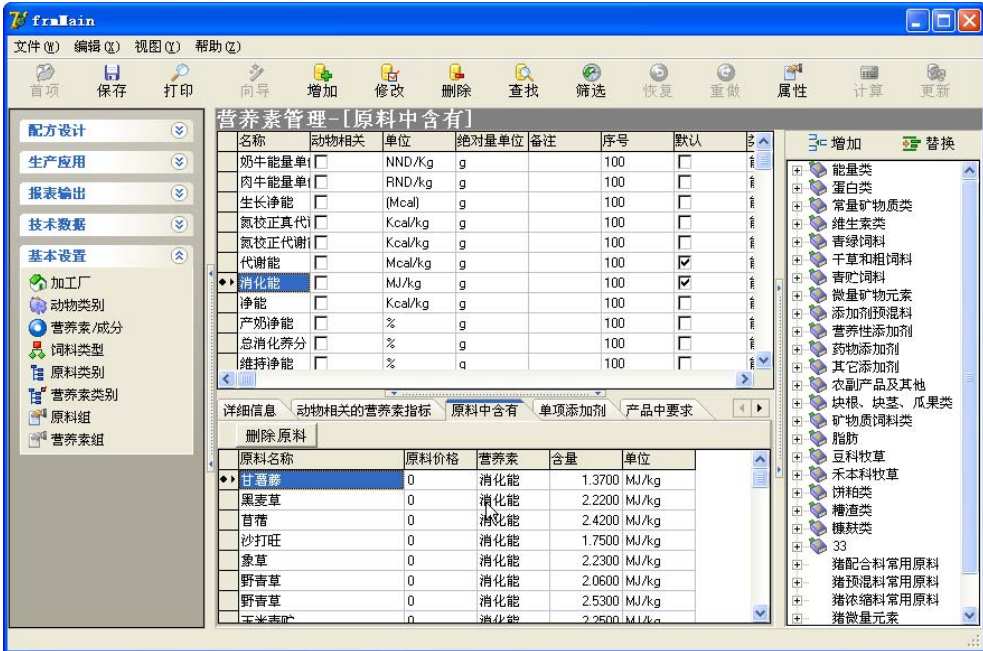 frmMain
文件(W) 编辑(X) 视图(Y) 帮助(Z)
首项 保存 打印 向导 增加 修改 删除 查找 筛选 恢复 重做 属性 计算 更新
配方设计
生产应用
报表输出
技术数据
基本设置
加工厂
动物类别
营养素/成分
饲料类型
原料类别
营养素类别
原料组
营养素组
营养素管理-[原料中含有]
名称 动物相关 单位 绝对量单位 备注 序号 默认
奶牛能量单 NND/Kg g 100
肉牛能量单 RND/kg g 100
生长净能 (Mcal) g 100
氮校正真代 Kcal/kg g 100
氮校正代谢 Kcal/kg g 100
代谢能 Mcal/kg g 100
消化能 MJ/kg g 100
净能 Kcal/kg g 100
产奶净能 % g 100
总消化养分 % g 100
维持净能 % g 100
详细信息 动物相关的营养素指标 原料中含有 单项添加剂 产品中要求
删除原料
原料名称 原料价格 营养素 含量 单位
甘薯藤 0 消化能 1.3700 MJ/kg
黑麦草 0 消化能 2.2200 MJ/kg
苜蓿 0 消化能 2.4200 MJ/kg
沙打旺 0 消化能 1.7500 MJ/kg
象草 0 消化能 2.2300 MJ/kg
野青草 0 消化能 2.0600 MJ/kg
野青草 0 消化能 2.5300 MJ/kg
玉米青贮 0 消化能 2.2500 MJ/kg
增加 替换
能量类
蛋白类
常量矿物质类
维生素类
青绿饲料
干草和粗饲料
青贮饲料
微量矿物元素
添加剂预混料
营养性添加剂
药物添加剂
其它添加剂
农副产品及其他
块根、块茎、瓜果类
矿物质饲料类
脂肪
豆科牧草
禾本科牧草
饼粕类
糟渣类
糠麸类
33
猪配合料常用原料
猪预混料常用原料
猪浓缩料常用原料
猪微量元素